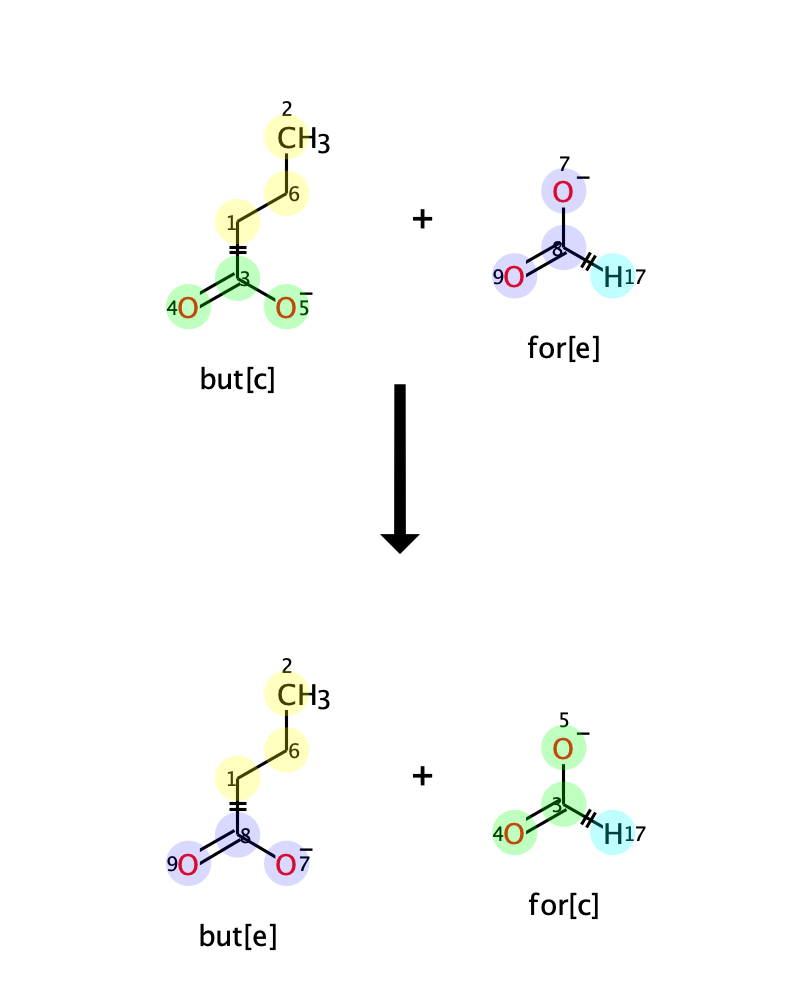 2
CH3
7
O−
6
1
+
8
3
9O
H17
4O
O5−
for[e]
but[c]
2
CH3
5
O−
6
1
+
3
8
4O
H17
9O
O7−
for[c]
but[e]